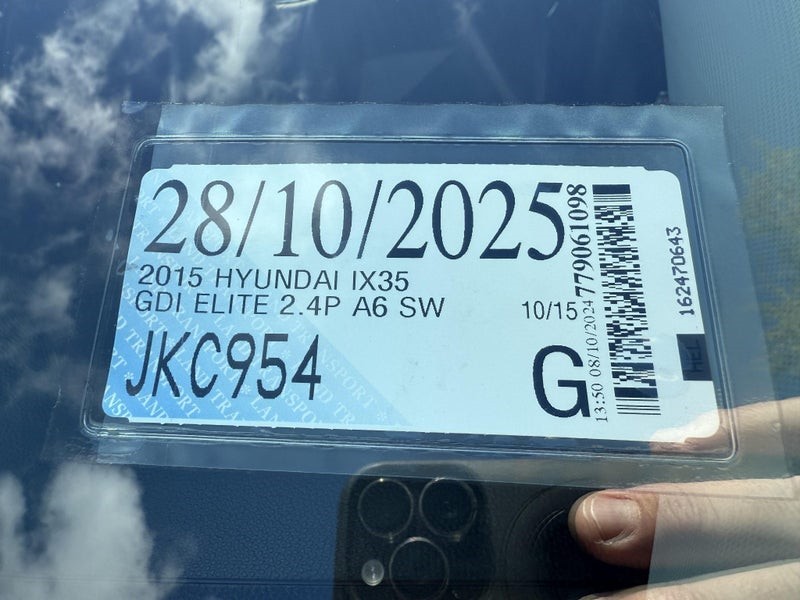 28/10/2025
2015 HYUNDAI IX35
GDI ELITE 2.4P A6 SW
10/15
JKC954
G
13:50 08/10/2024
779061098
162470643